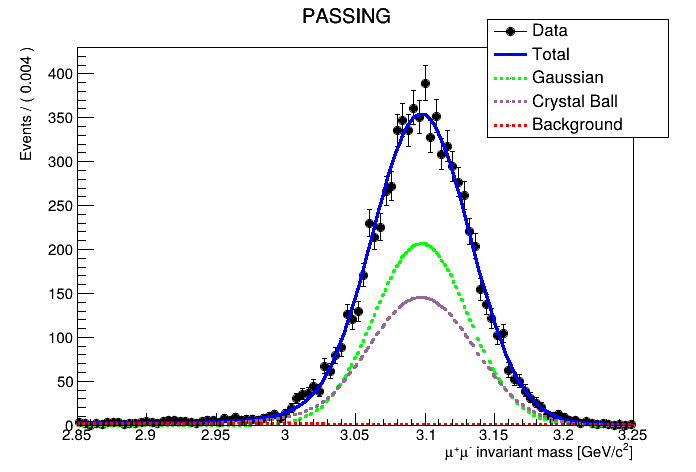 PASSING
Data
Total
Gaussian
Crystal Ball
Background
Events / ( 0.004 )
400
350
300
250
200
150
100
50
0
2.85 2.9 2.95 3 3.05 3.1 3.15 3.2 3.25
μ⁺μ⁻ invariant mass [GeV/c²]